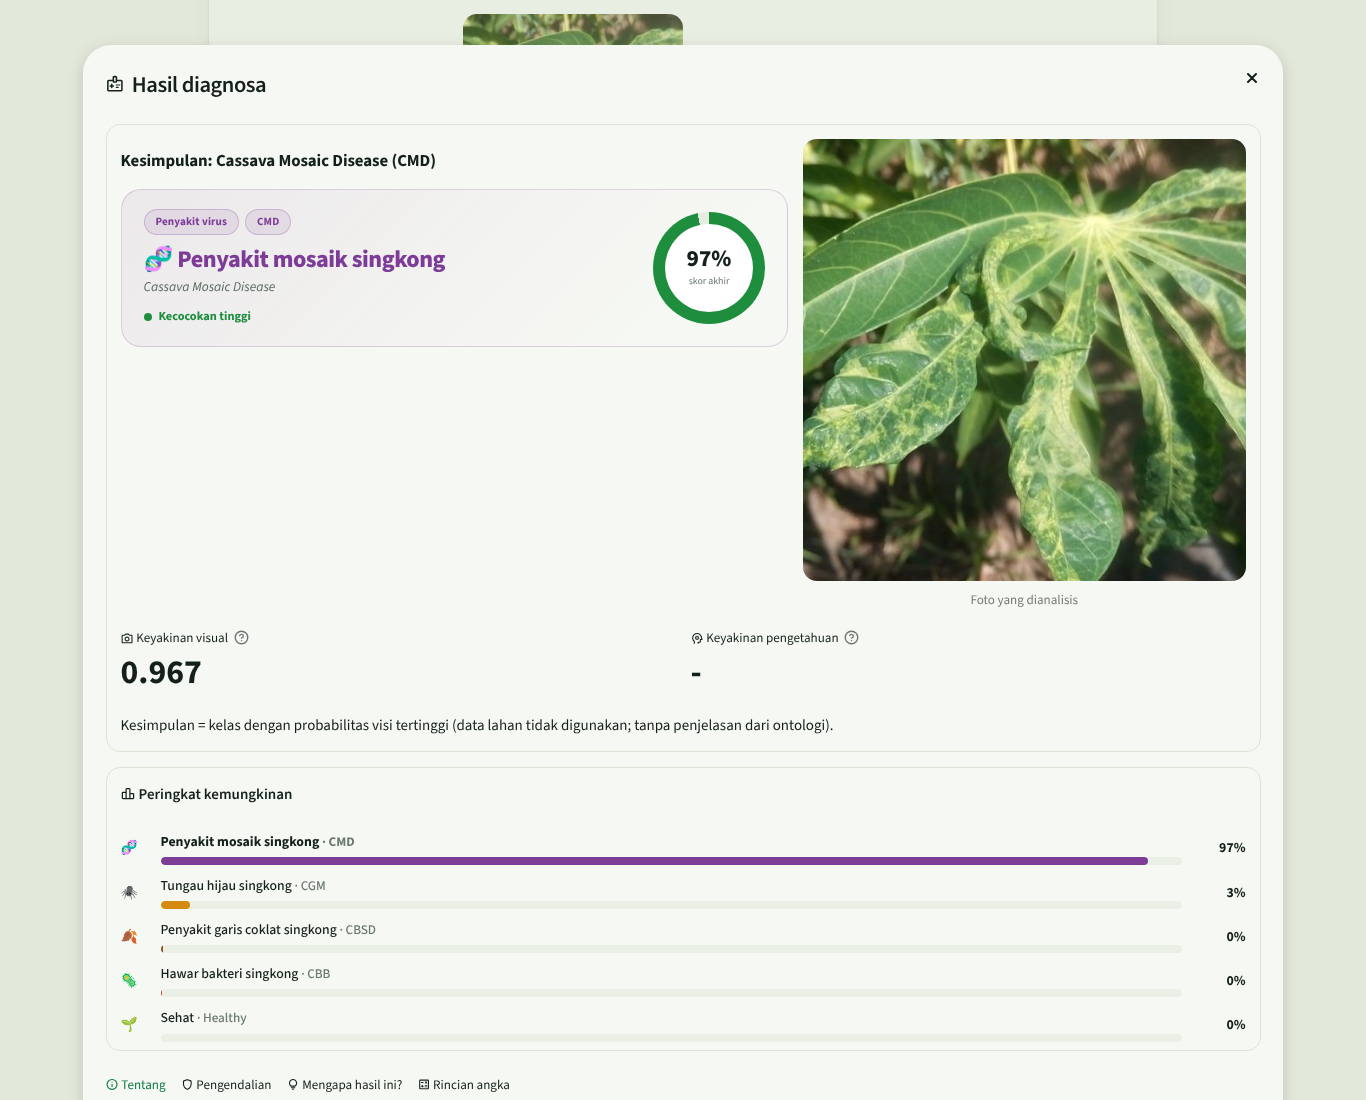 Hasil diagnosa
Kesimpulan: Cassava Mosaic Disease (CMD)
Penyakit virus
CMD
Penyakit mosaik singkong
Cassava Mosaic Disease
Kecocokan tinggi
97%
skor akhir
Foto yang dianalisis
Keyakinan visual
0.967
Keyakinan pengetahuan
-
Kesimpulan = kelas dengan probabilitas visi tertinggi (data lahan tidak digunakan; tanpa penjelasan dari ontologi).
Peringkat kemungkinan
Penyakit mosaik singkong · CMD
97%
Tungau hijau singkong · CGM
3%
Penyakit garis coklat singkong · CBSD
0%
Hawar bakteri singkong · CBB
0%
Sehat · Healthy
0%
Tentang
Pengendalian
Mengapa hasil ini?
Rincian angka